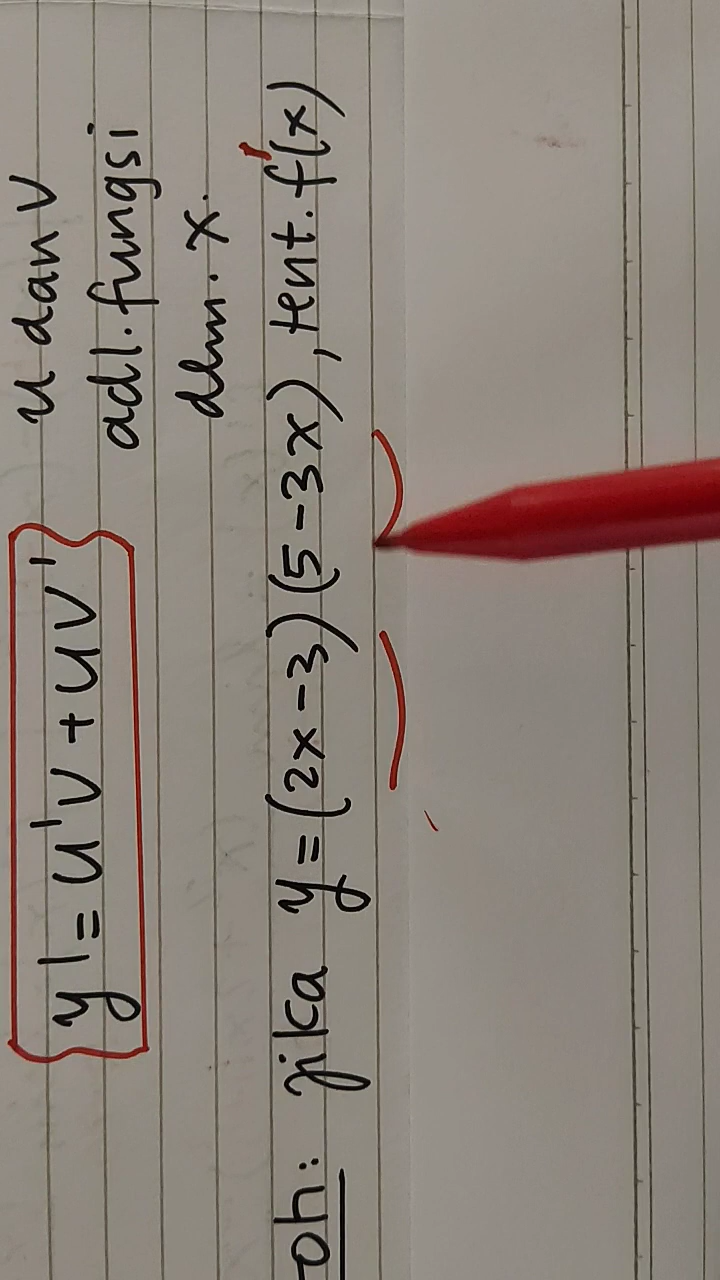 y' = u'v + uv' u dan v
adl. fungsi
dlm. x.
oh: jika y = (2x - 3)(5 - 3x), tent. f'(x)